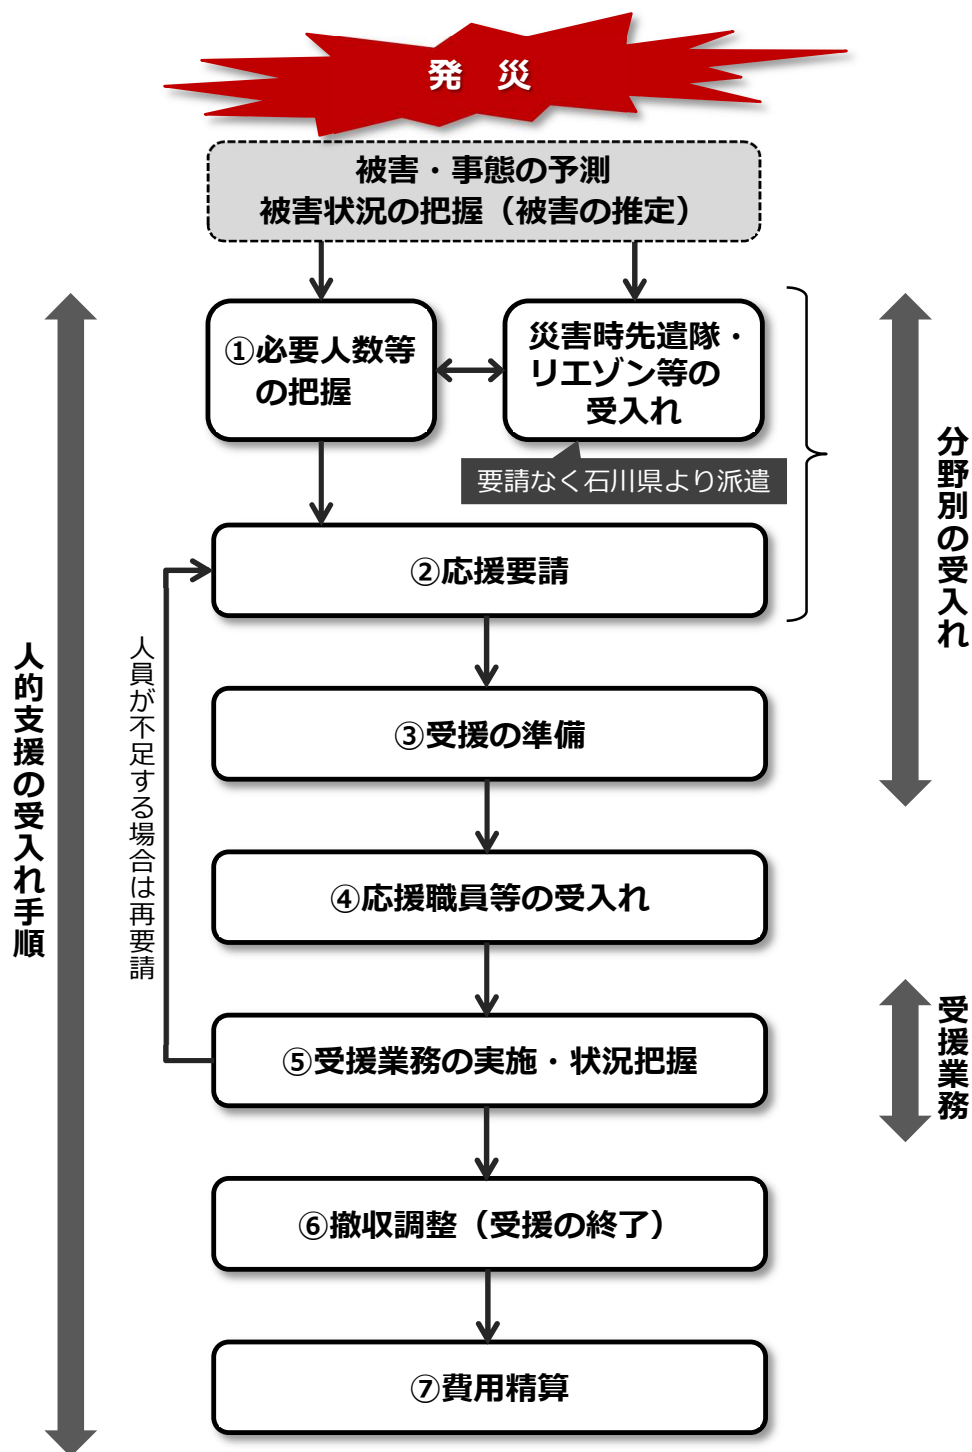 発 災
被害・事態の予測
被害状況の把握（被害の推定）
①必要人数等
の把握
災害時先遣隊・
リエゾン等の
受入れ
要請なく石川県より派遣
②応援要請
③受援の準備
④応援職員等の受入れ
⑤受援業務の実施・状況把握
⑥撤収調整（受援の終了）
⑦費用精算
人員が不足する場合は再要請
人的支援の受入れ手順
分野別の受入れ
受援業務